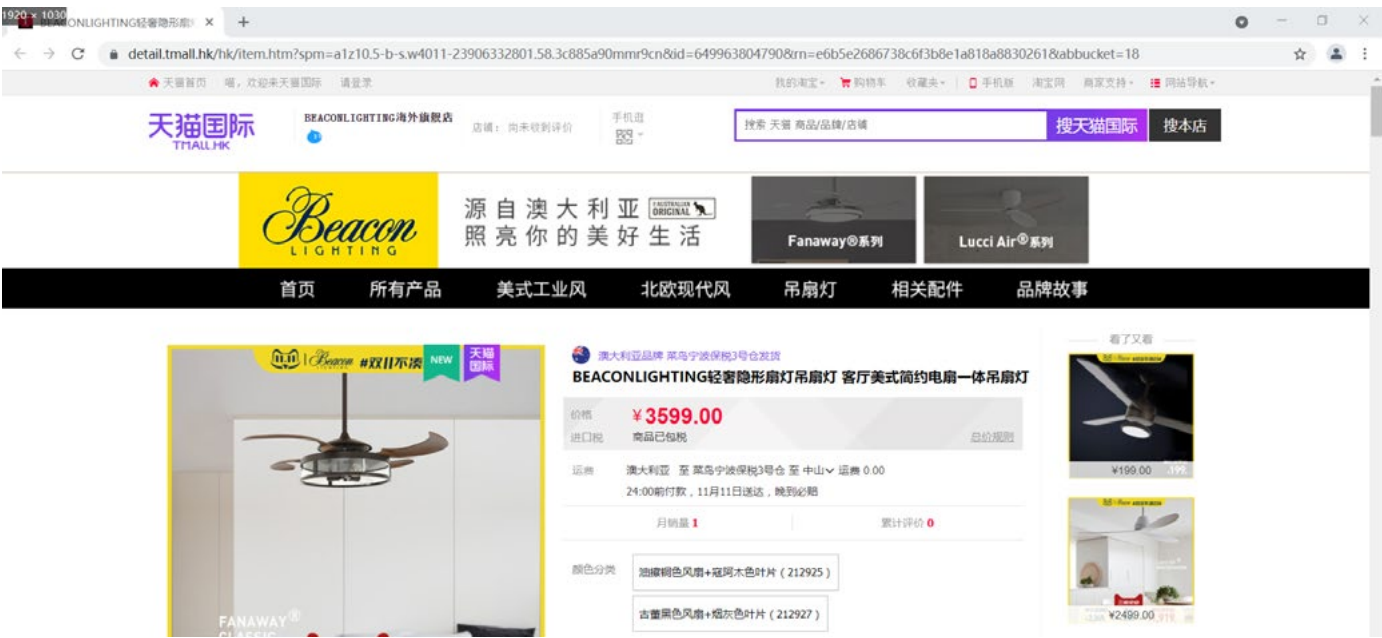 1920 × 1030
BEACONLIGHTING轻奢隐形扇
detail.tmall.hk/hk/item.htm?spm=a1z10.5-b-s.w4011-23906332801.58.3c885a90mmr9cn&id=649963804790&rn=e6b5e2686738c6f3b8e1a818a8830261&abbucket=18
天猫首页 喵，欢迎来天猫国际 请登录 我的淘宝 购物车 收藏夹 手机版 淘宝网 商家支持 网站导航
天猫国际
TMALL.HK
BEACONLIGHTING海外旗舰店
店铺： 尚未收到评价
手机逛
搜索 天猫 商品/品牌/店铺
搜天猫国际
搜本店
Beacon
LIGHTING
源自澳大利亚
AUSTRALIAN
ORIGINAL
照亮你的美好生活
Fanaway®系列
Lucci Air®系列
首页 所有产品 美式工业风 北欧现代风 吊扇灯 相关配件 品牌故事
11.11 Beacon #双11不凑 NEW 天猫国际
FANAWAY®
CLASSIC
澳大利亚品牌 菜鸟宁波保税3号仓发货
BEACONLIGHTING轻奢隐形扇灯吊扇灯 客厅美式简约电扇一体吊扇灯
价格 ¥3599.00
进口税 商品已包税 总价规则
运费 澳大利亚 至 菜鸟宁波保税3号仓 至 中山 运费 0.00
24:00前付款，11月11日送达，晚到必赔
月销量 1 累计评价 0
颜色分类 油擦铜色风扇+寇阿木色叶片（212925）
古董黑色风扇+烟灰色叶片（212927）
看了又看
¥199.00
¥2499.00